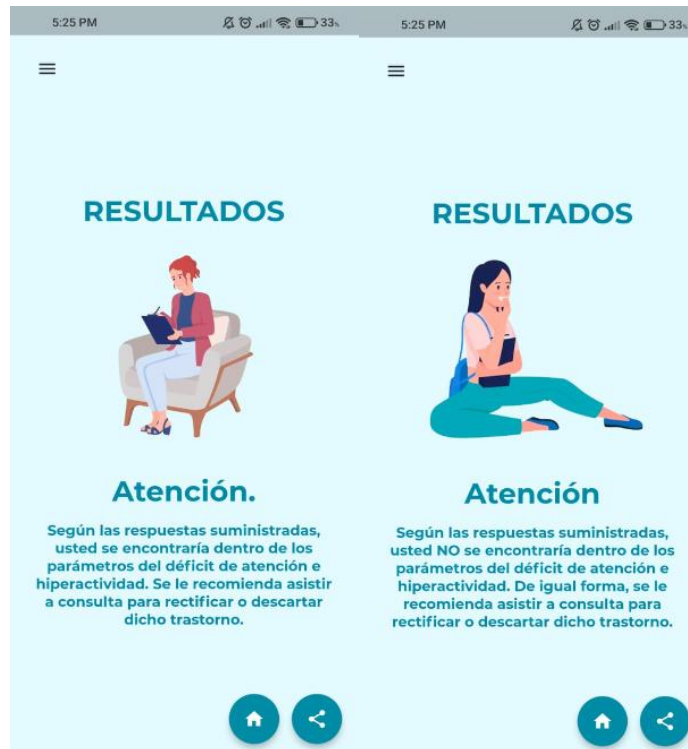 5:25 PM
33%
RESULTADOS
Atención.
Según las respuestas suministradas,
usted se encontraría dentro de los
parámetros del déficit de atención e
hiperactividad. Se le recomienda asistir
a consulta para rectificar o descartar
dicho trastorno.
5:25 PM
33%
RESULTADOS
Atención
Según las respuestas suministradas,
usted NO se encontraría dentro de los
parámetros del déficit de atención e
hiperactividad. De igual forma, se le
recomienda asistir a consulta para
rectificar o descartar dicho trastorno.